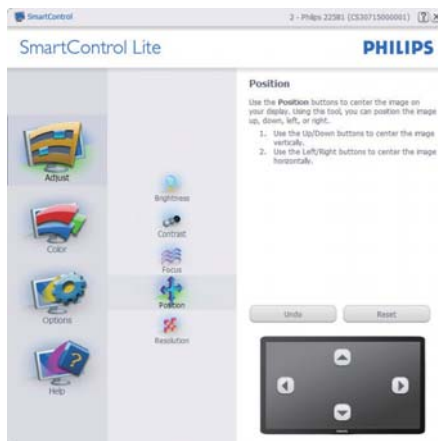 SmartControl
2 - Philips 225B1 (CS30715000001)
SmartControl Lite
PHILIPS
Adjust
Color
Options
Help
Brightness
Contrast
Focus
Position
Resolution
Position
Use the Position buttons to center the image on
your display. Using the tool, you can position the image
up, down, left, or right.
1. Use the Up/Down buttons to center the image
vertically.
2. Use the Left/Right buttons to center the image
horizontally.
Undo
Reset